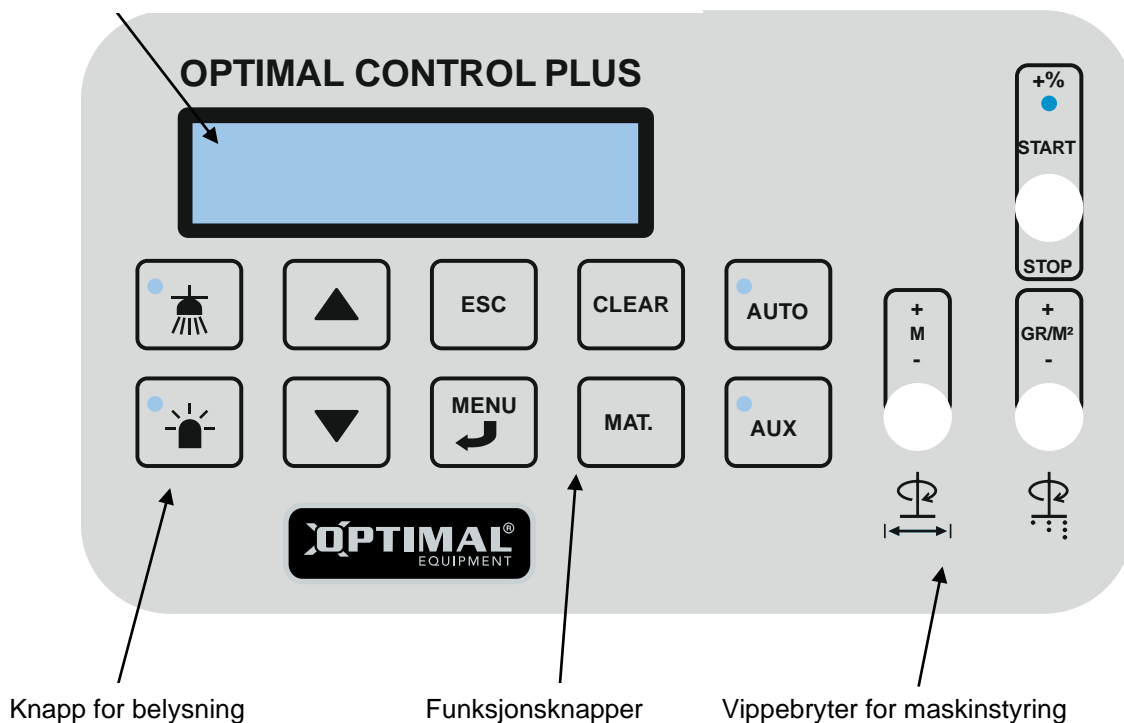 OPTIMAL CONTROL PLUS
+%
START
STOP
ESC
CLEAR
AUTO
+
M
-
+
GR/M²
-
MENU
MAT.
AUX
OPTIMAL®
EQUIPMENT
Knapp for belysning
Funksjonsknapper
Vippebryter for maskinstyring